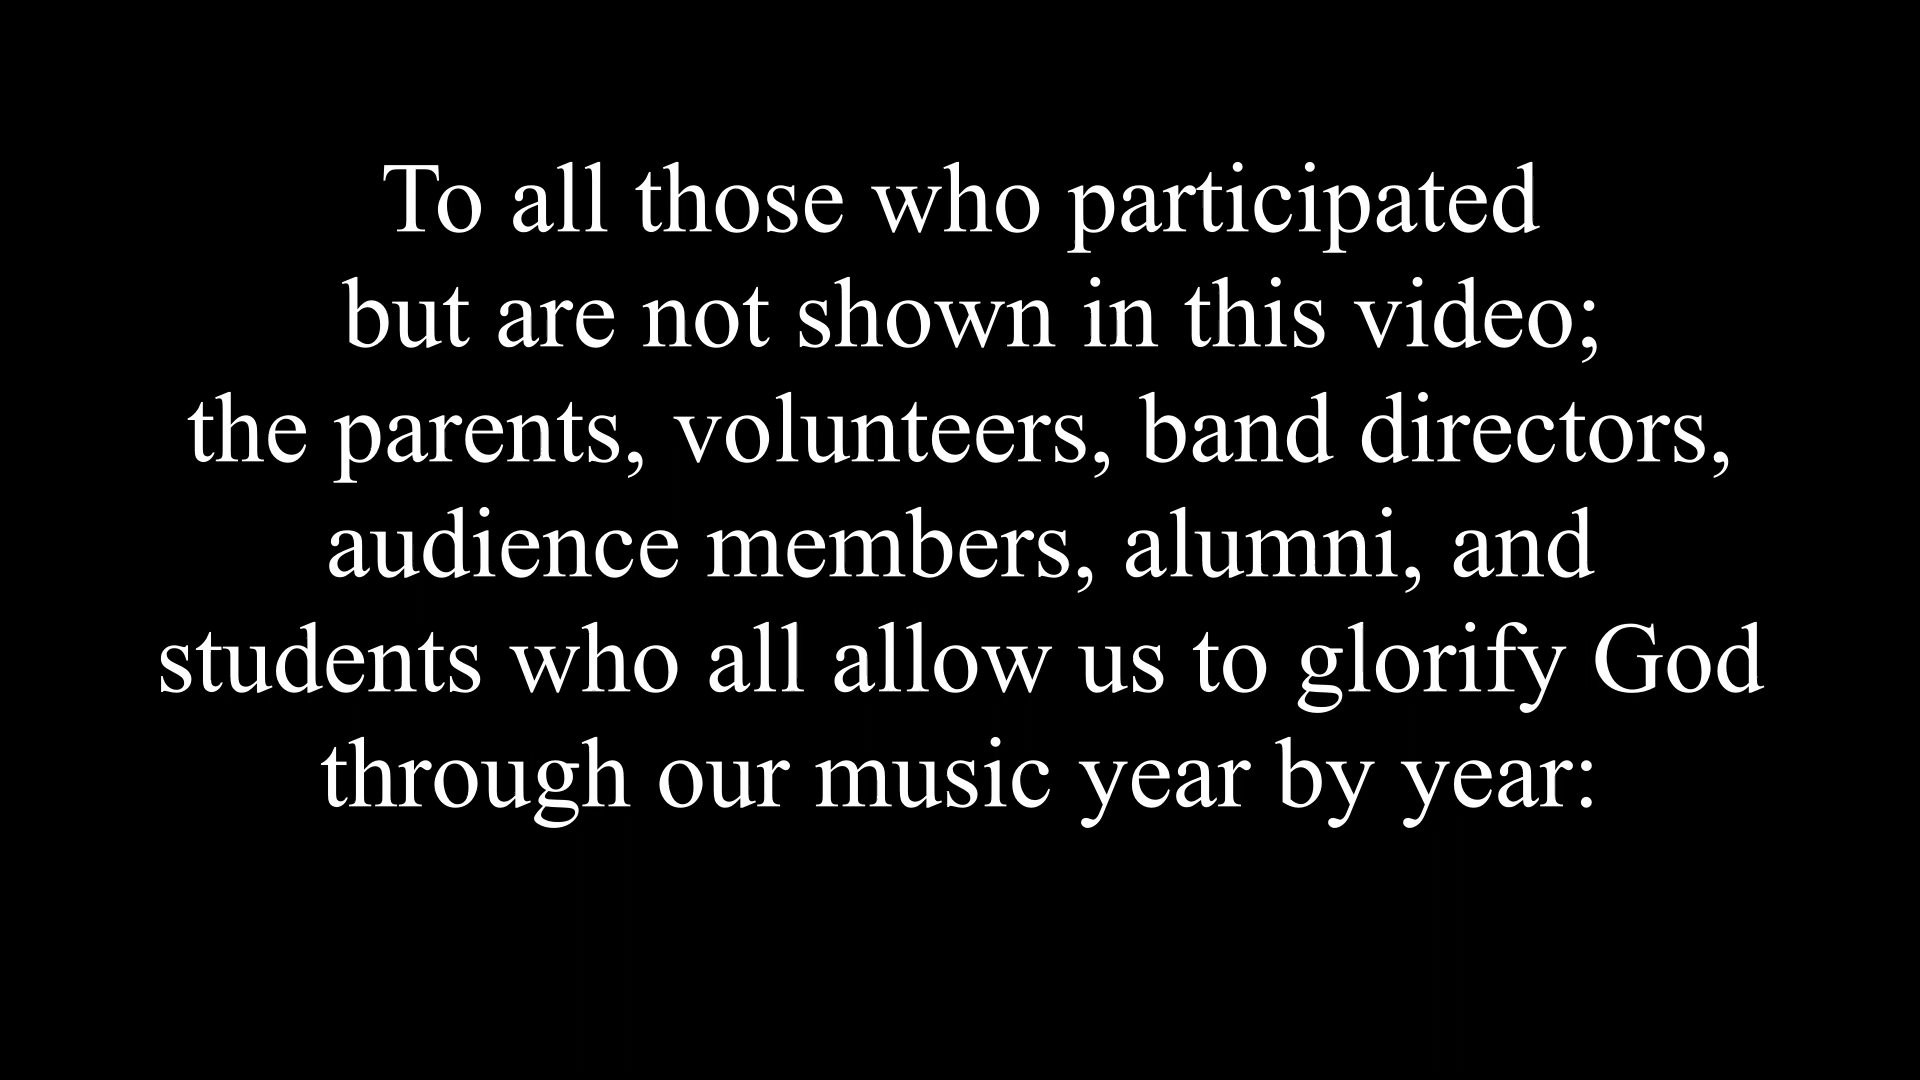 To all those who participated
but are not shown in this video;
the parents, volunteers, band directors,
audience members, alumni, and
students who all allow us to glorify God
through our music year by year: